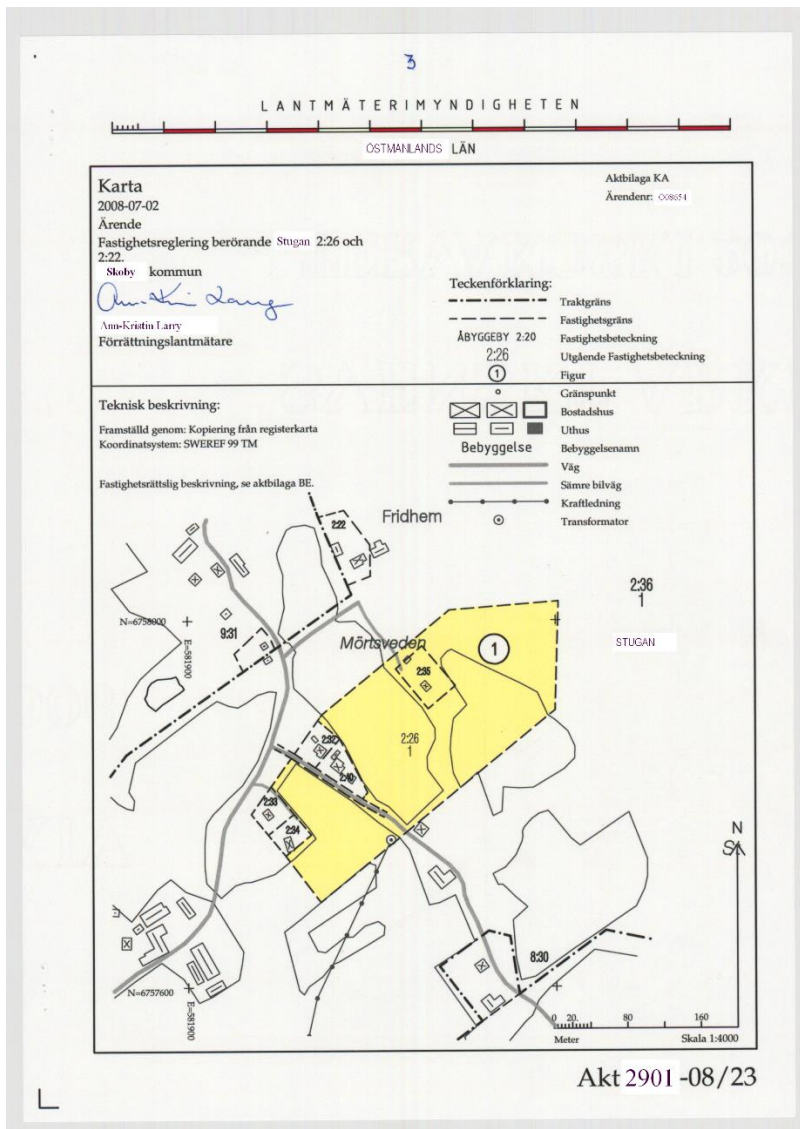 3
LANTMÄTERIMYNDIGHETEN
ÖSTMANLANDS LÄN
Karta
2008-07-02
Ärende
Fastighetsreglering berörande Stugan 2:26 och
2:22.
Skoby kommun
Ann-Kristin Larry
Förrättningslantmätare
Aktbilaga KA
Ärendenr: O08654
Teckenförklaring:
Traktgräns
Fastighetsgräns
ÅBYGGEBY 2:20 Fastighetsbeteckning
2:26 Utgående Fastighetsbeteckning
1 Figur
Gränspunkt
Bostadshus
Uthus
Bebyggelse Bebyggelsenamn
Väg
Sämre bilväg
Kraftledning
Transformator
Teknisk beskrivning:
Framställd genom: Kopiering från registerkarta
Koordinatsystem: SWEREF 99 TM
Fastighetsrättslig beskrivning, se aktbilaga BE.
2:22
Fridhem
2:36
1
N=6758000
9:31
E=581900
Mörtsveden
1
STUGAN
2:35
2:26
1
2:32
2:40
2:33
2:34
N
8:30
N=6757600
E=581900
0 20 80 160
Meter
Skala 1:4000
Akt 2901-08/23